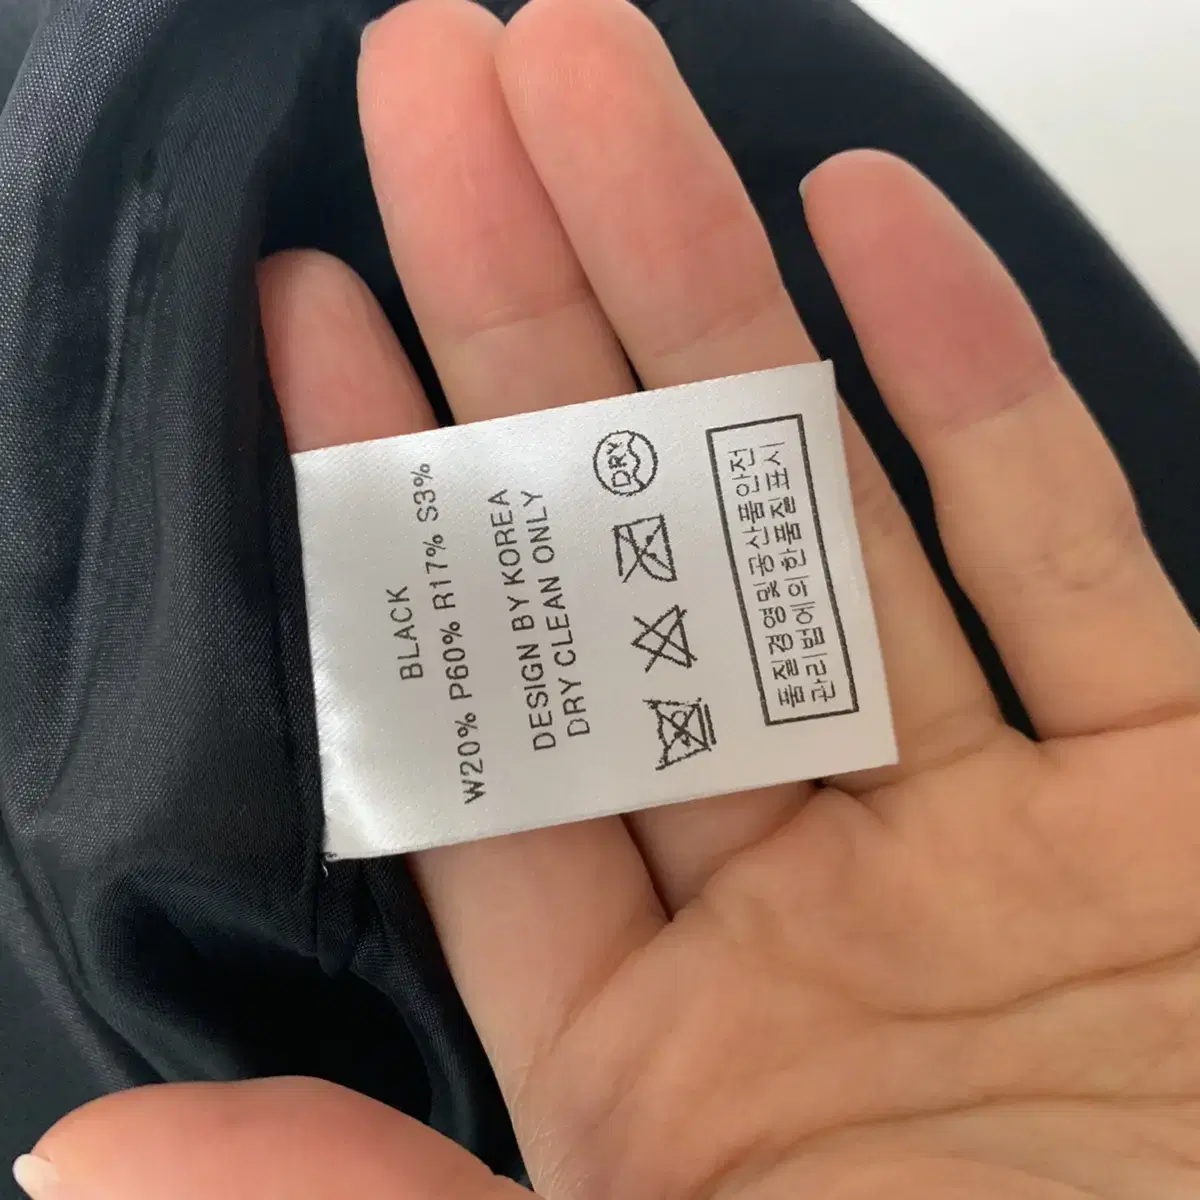 BLACK
W20% P60% R17% S3%
DESIGN BY KOREA
DRY CLEAN ONLY
DRY
품질경영및공산품안전
관리법에의한품질표시